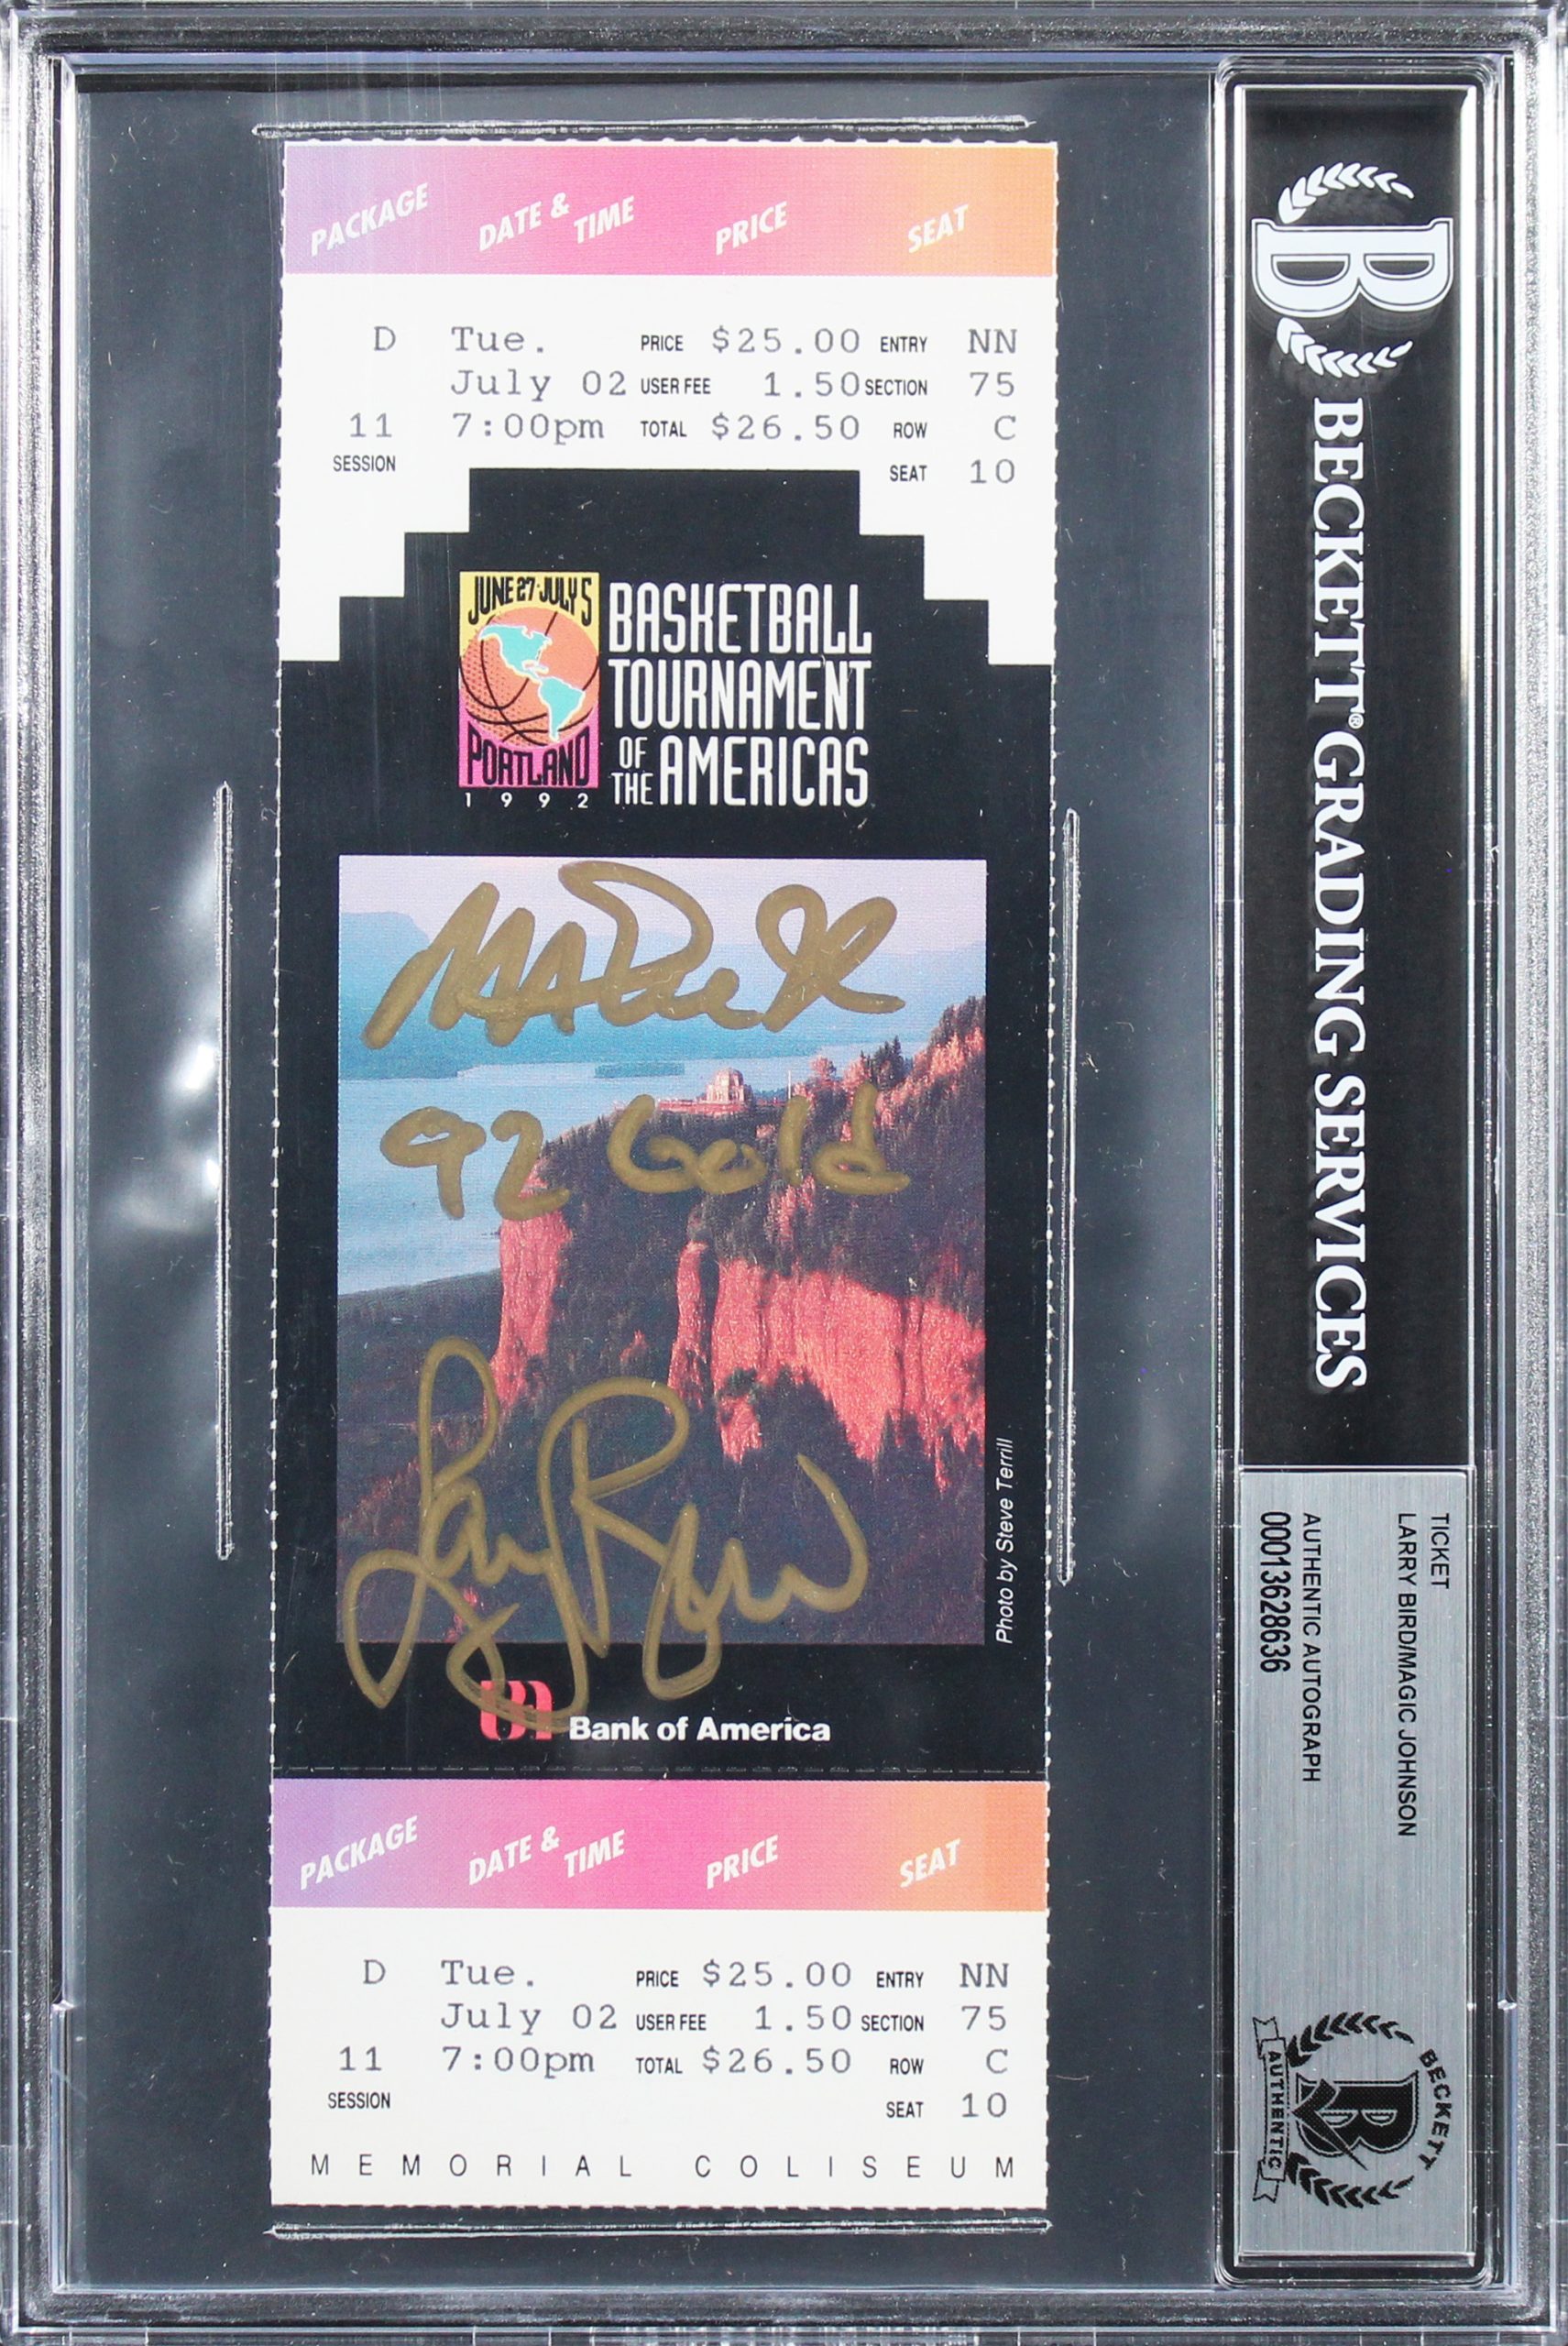 PACKAGE DATE & TIME PRICE SEAT
D Tue. PRICE $25.00 ENTRY NN
July 02 USER FEE 1.50 SECTION 75
11 7:00pm TOTAL $26.50 ROW C
SESSION SEAT 10
JUNE 27-JULY 5
PORTLAND
1992
BASKETBALL
TOURNAMENT
OF THE AMERICAS
92 Gold
Larry Bird
Photo by Steve Terrill
Bank of America
PACKAGE DATE & TIME PRICE SEAT
D Tue. PRICE $25.00 ENTRY NN
July 02 USER FEE 1.50 SECTION 75
11 7:00pm TOTAL $26.50 ROW C
SESSION SEAT 10
MEMORIAL COLISEUM
B
BECKETT® GRADING SERVICES
TICKET
LARRY BIRD/MAGIC JOHNSON
AUTHENTIC AUTOGRAPH
00013628636
BECKETT
B
AUTHENTIC